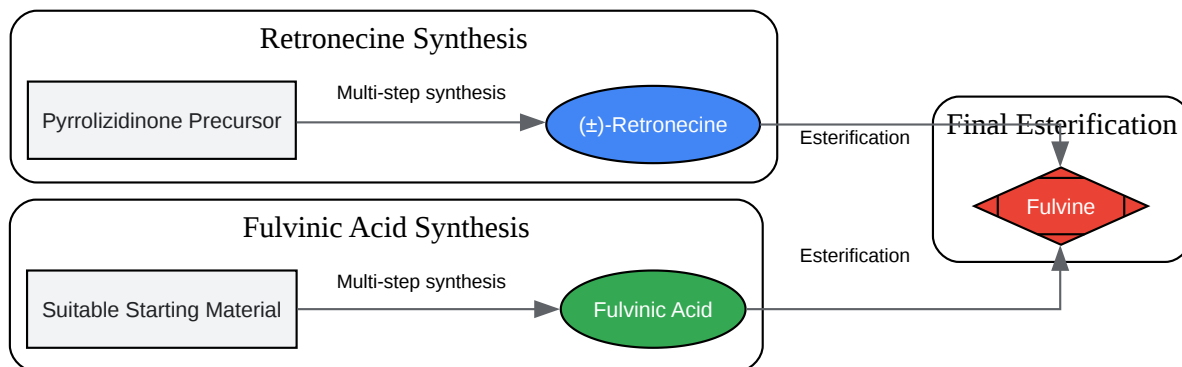 Retronecine Synthesis
Pyrrolizidinone Precursor
Multi-step synthesis
(±)-Retronecine
Esterification
Final Esterification
Fulvine
Fulvinic Acid Synthesis
Suitable Starting Material
Multi-step synthesis
Fulvinic Acid
Esterification